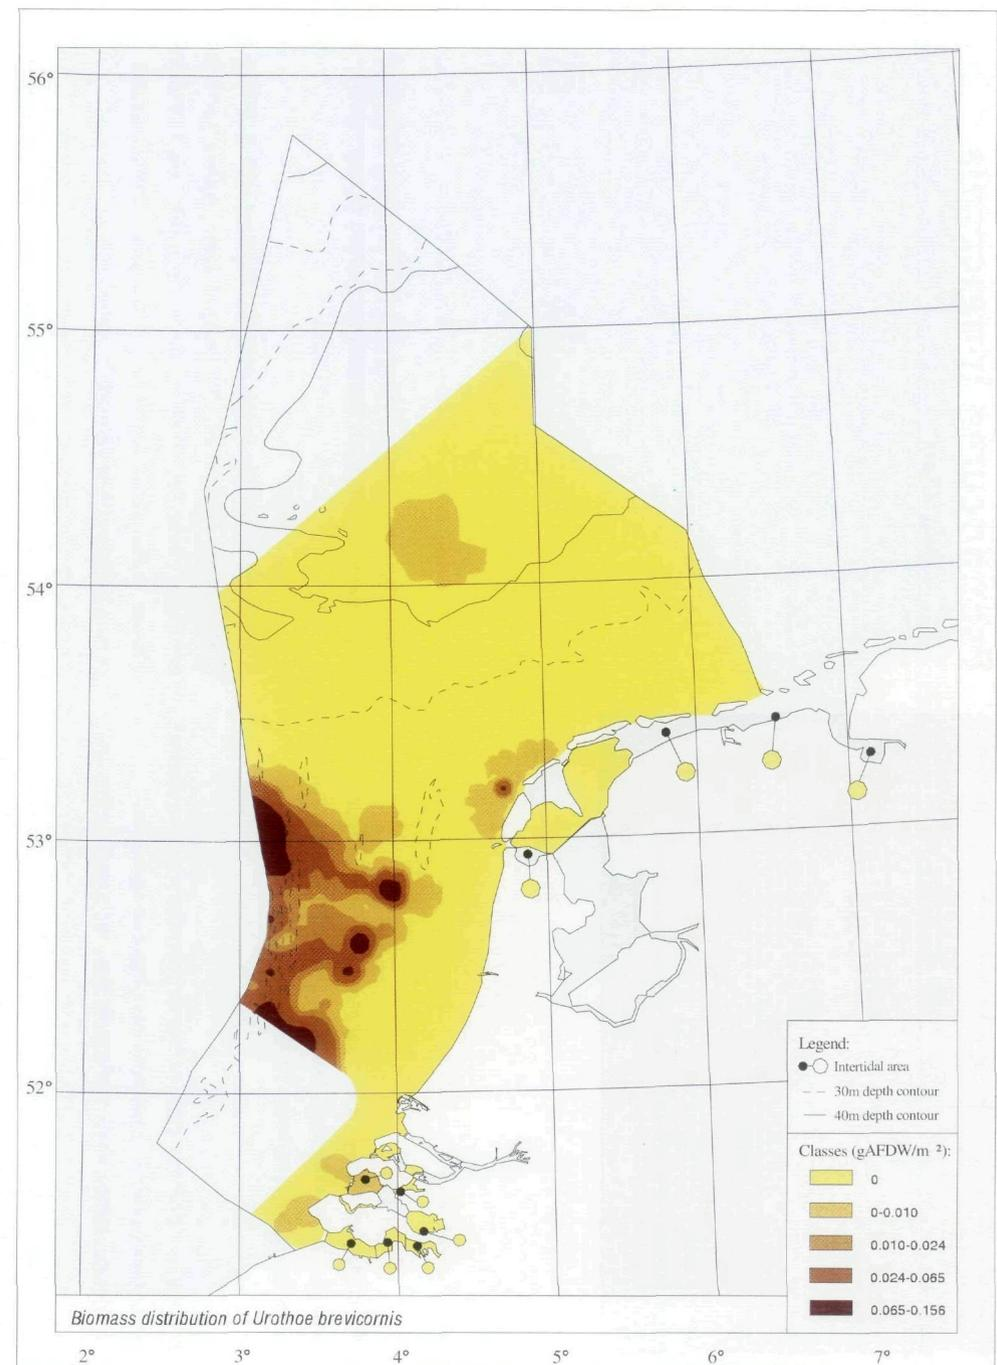 56°
55°
54°
53°
52°
Legend:
Intertidal area
30m depth contour
40m depth contour
Classes (gAFDW/m ²):
0
0-0.010
0.010-0.024
0.024-0.065
0.065-0.156
Biomass distribution of Urothoe brevicornis
2° 3° 4° 5° 6° 7°